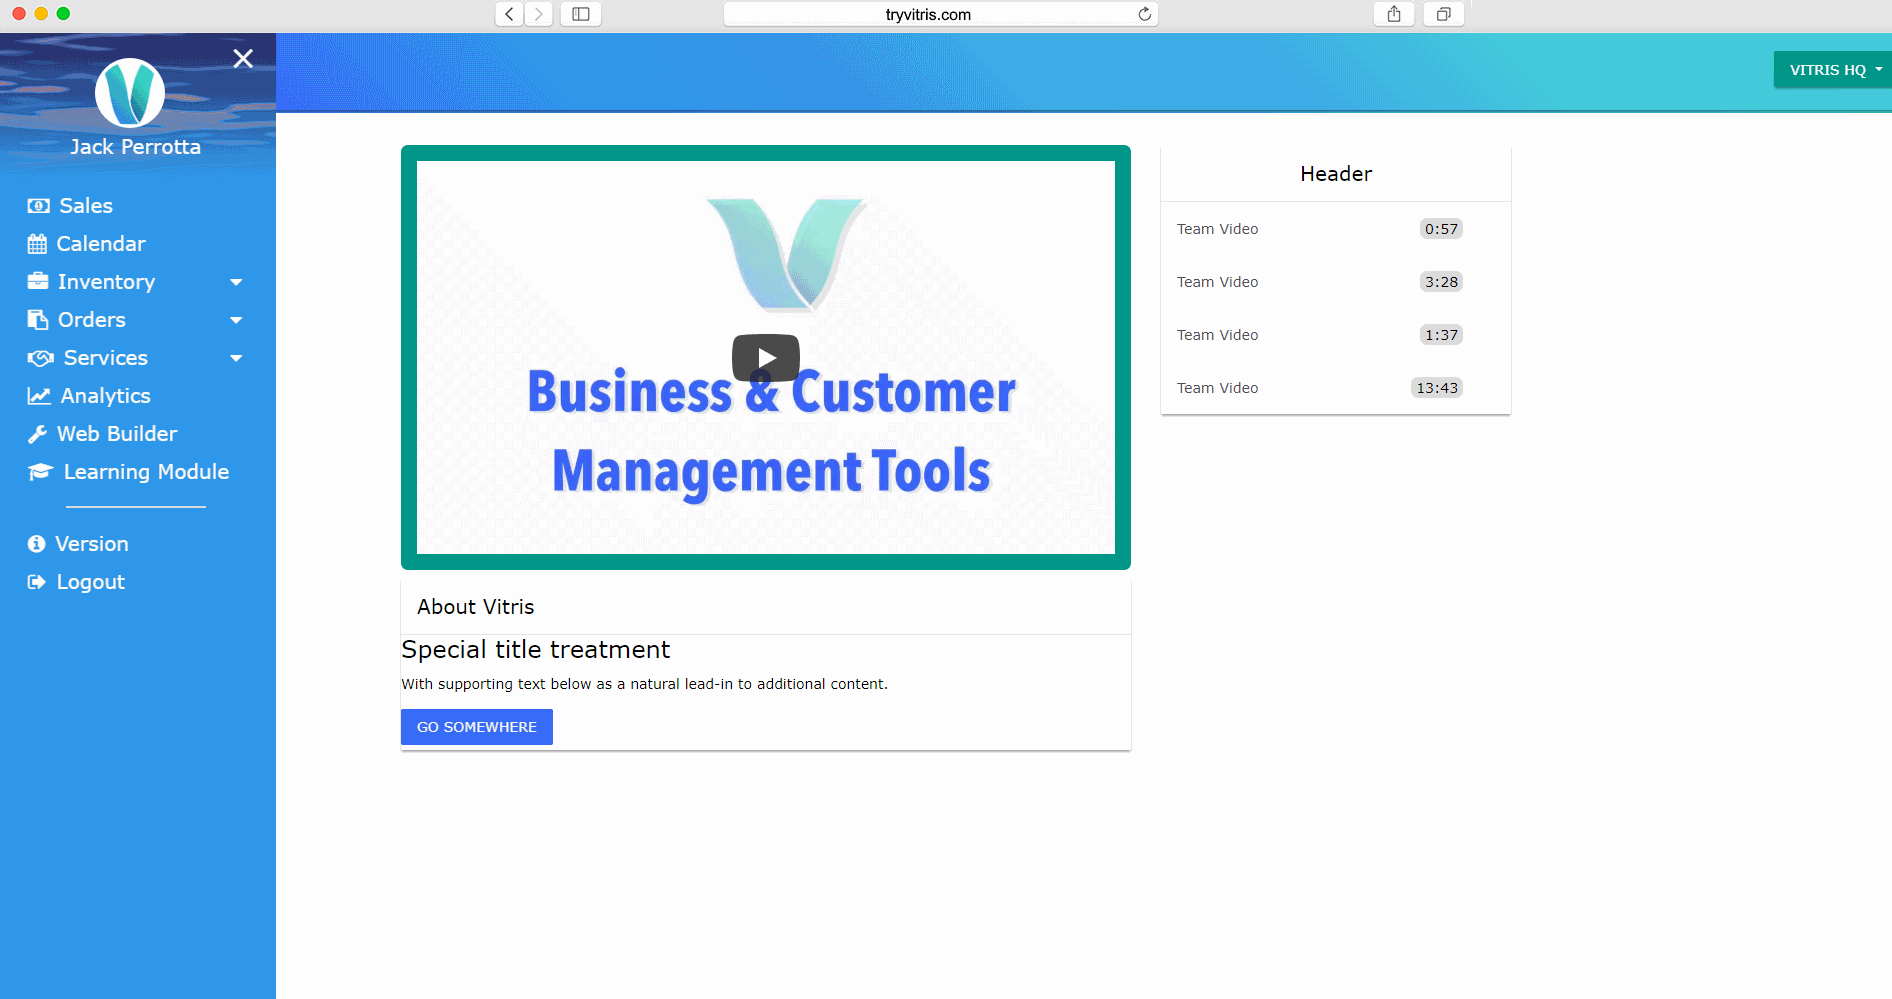 tryvitris.com
VITRIS HQ
Jack Perrotta
Sales
Calendar
Inventory
Orders
Services
Analytics
Web Builder
Learning Module
Version
Logout
Business & Customer
Management Tools
About Vitris
Special title treatment
With supporting text below as a natural lead-in to additional content.
GO SOMEWHERE
Header
Team Video 0:57
Team Video 3:28
Team Video 1:37
Team Video 13:43